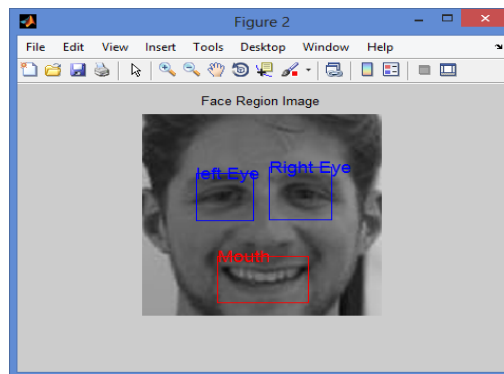 Figure 2
File Edit View Insert Tools Desktop Window Help
Face Region Image
left Eye Right Eye
Mouth